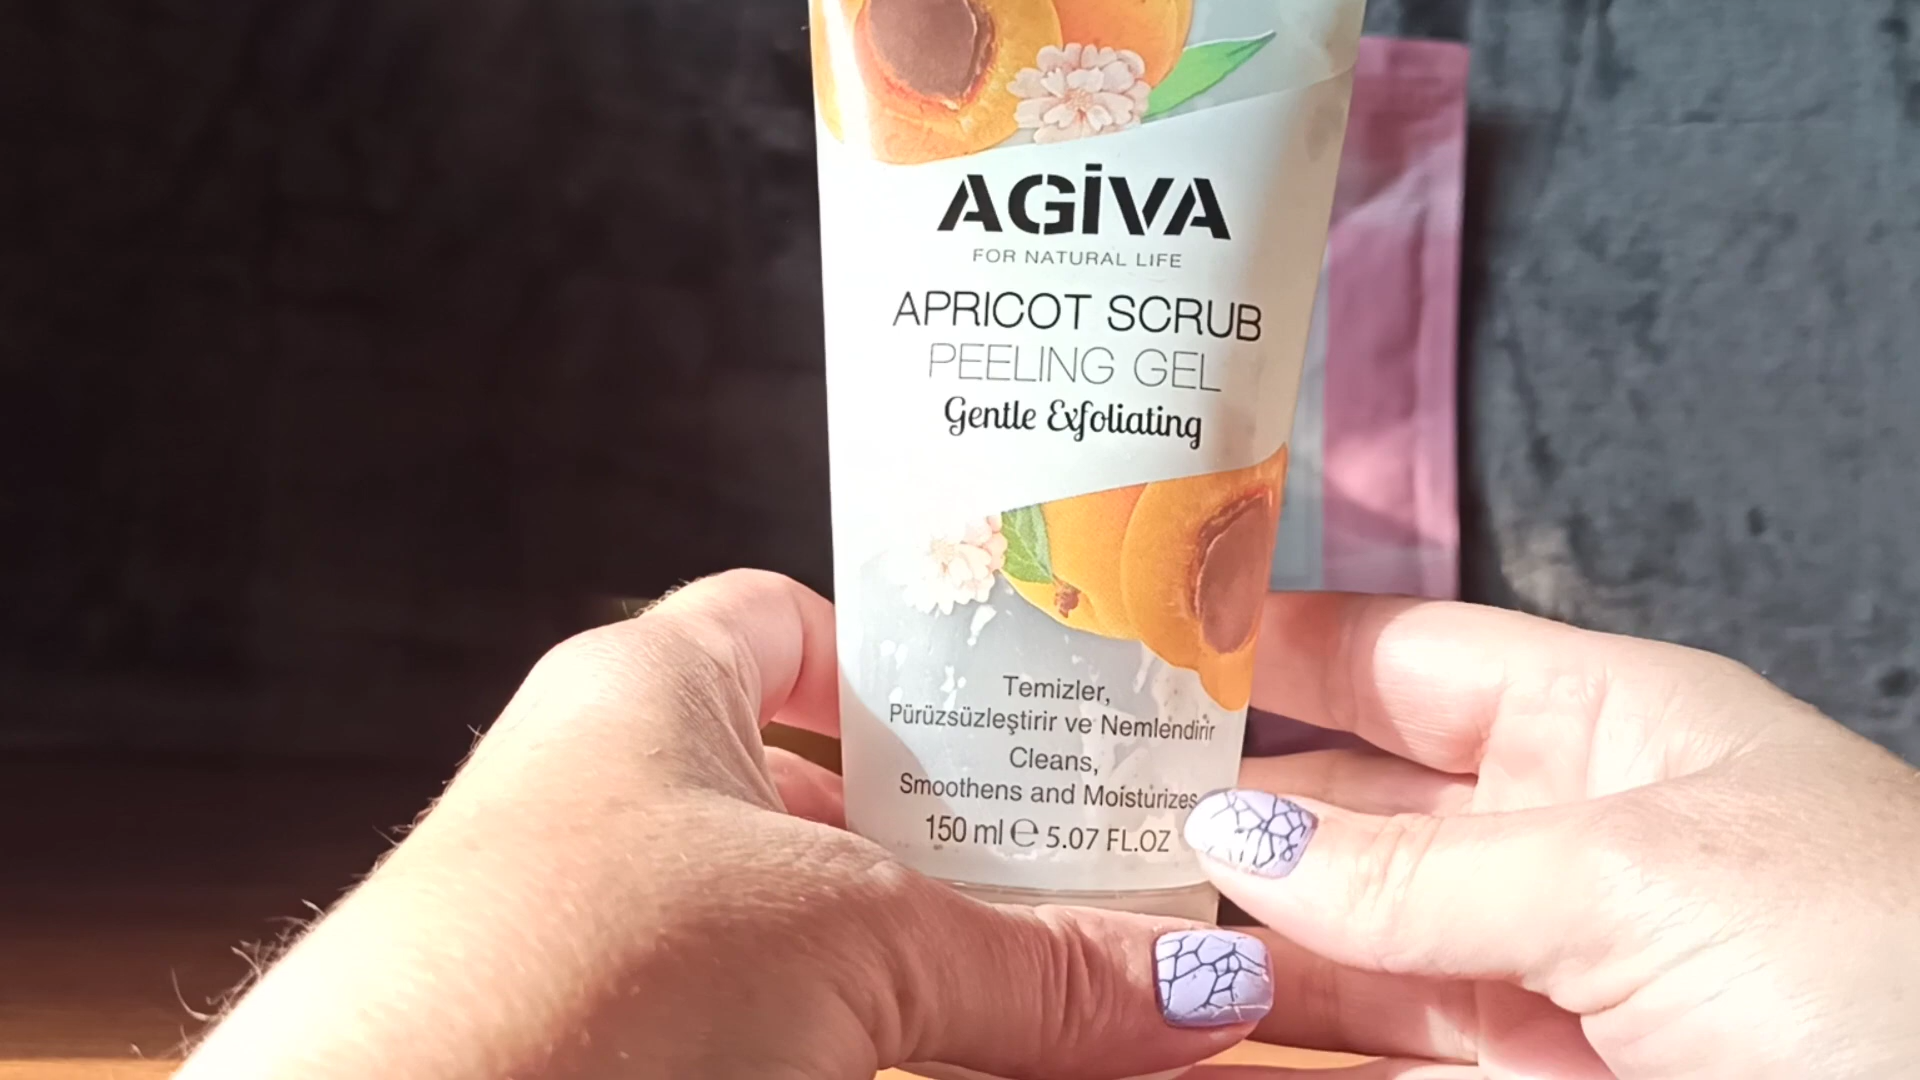 AGİVA
FOR NATURAL LIFE
APRICOT SCRUB
PEELING GEL
Gentle Exfoliating
Temizler,
Pürüzsüzleştirir ve Nemlendirir
Cleans,
Smoothens and Moisturizes
150 ml ℮ 5.07 FL.OZ